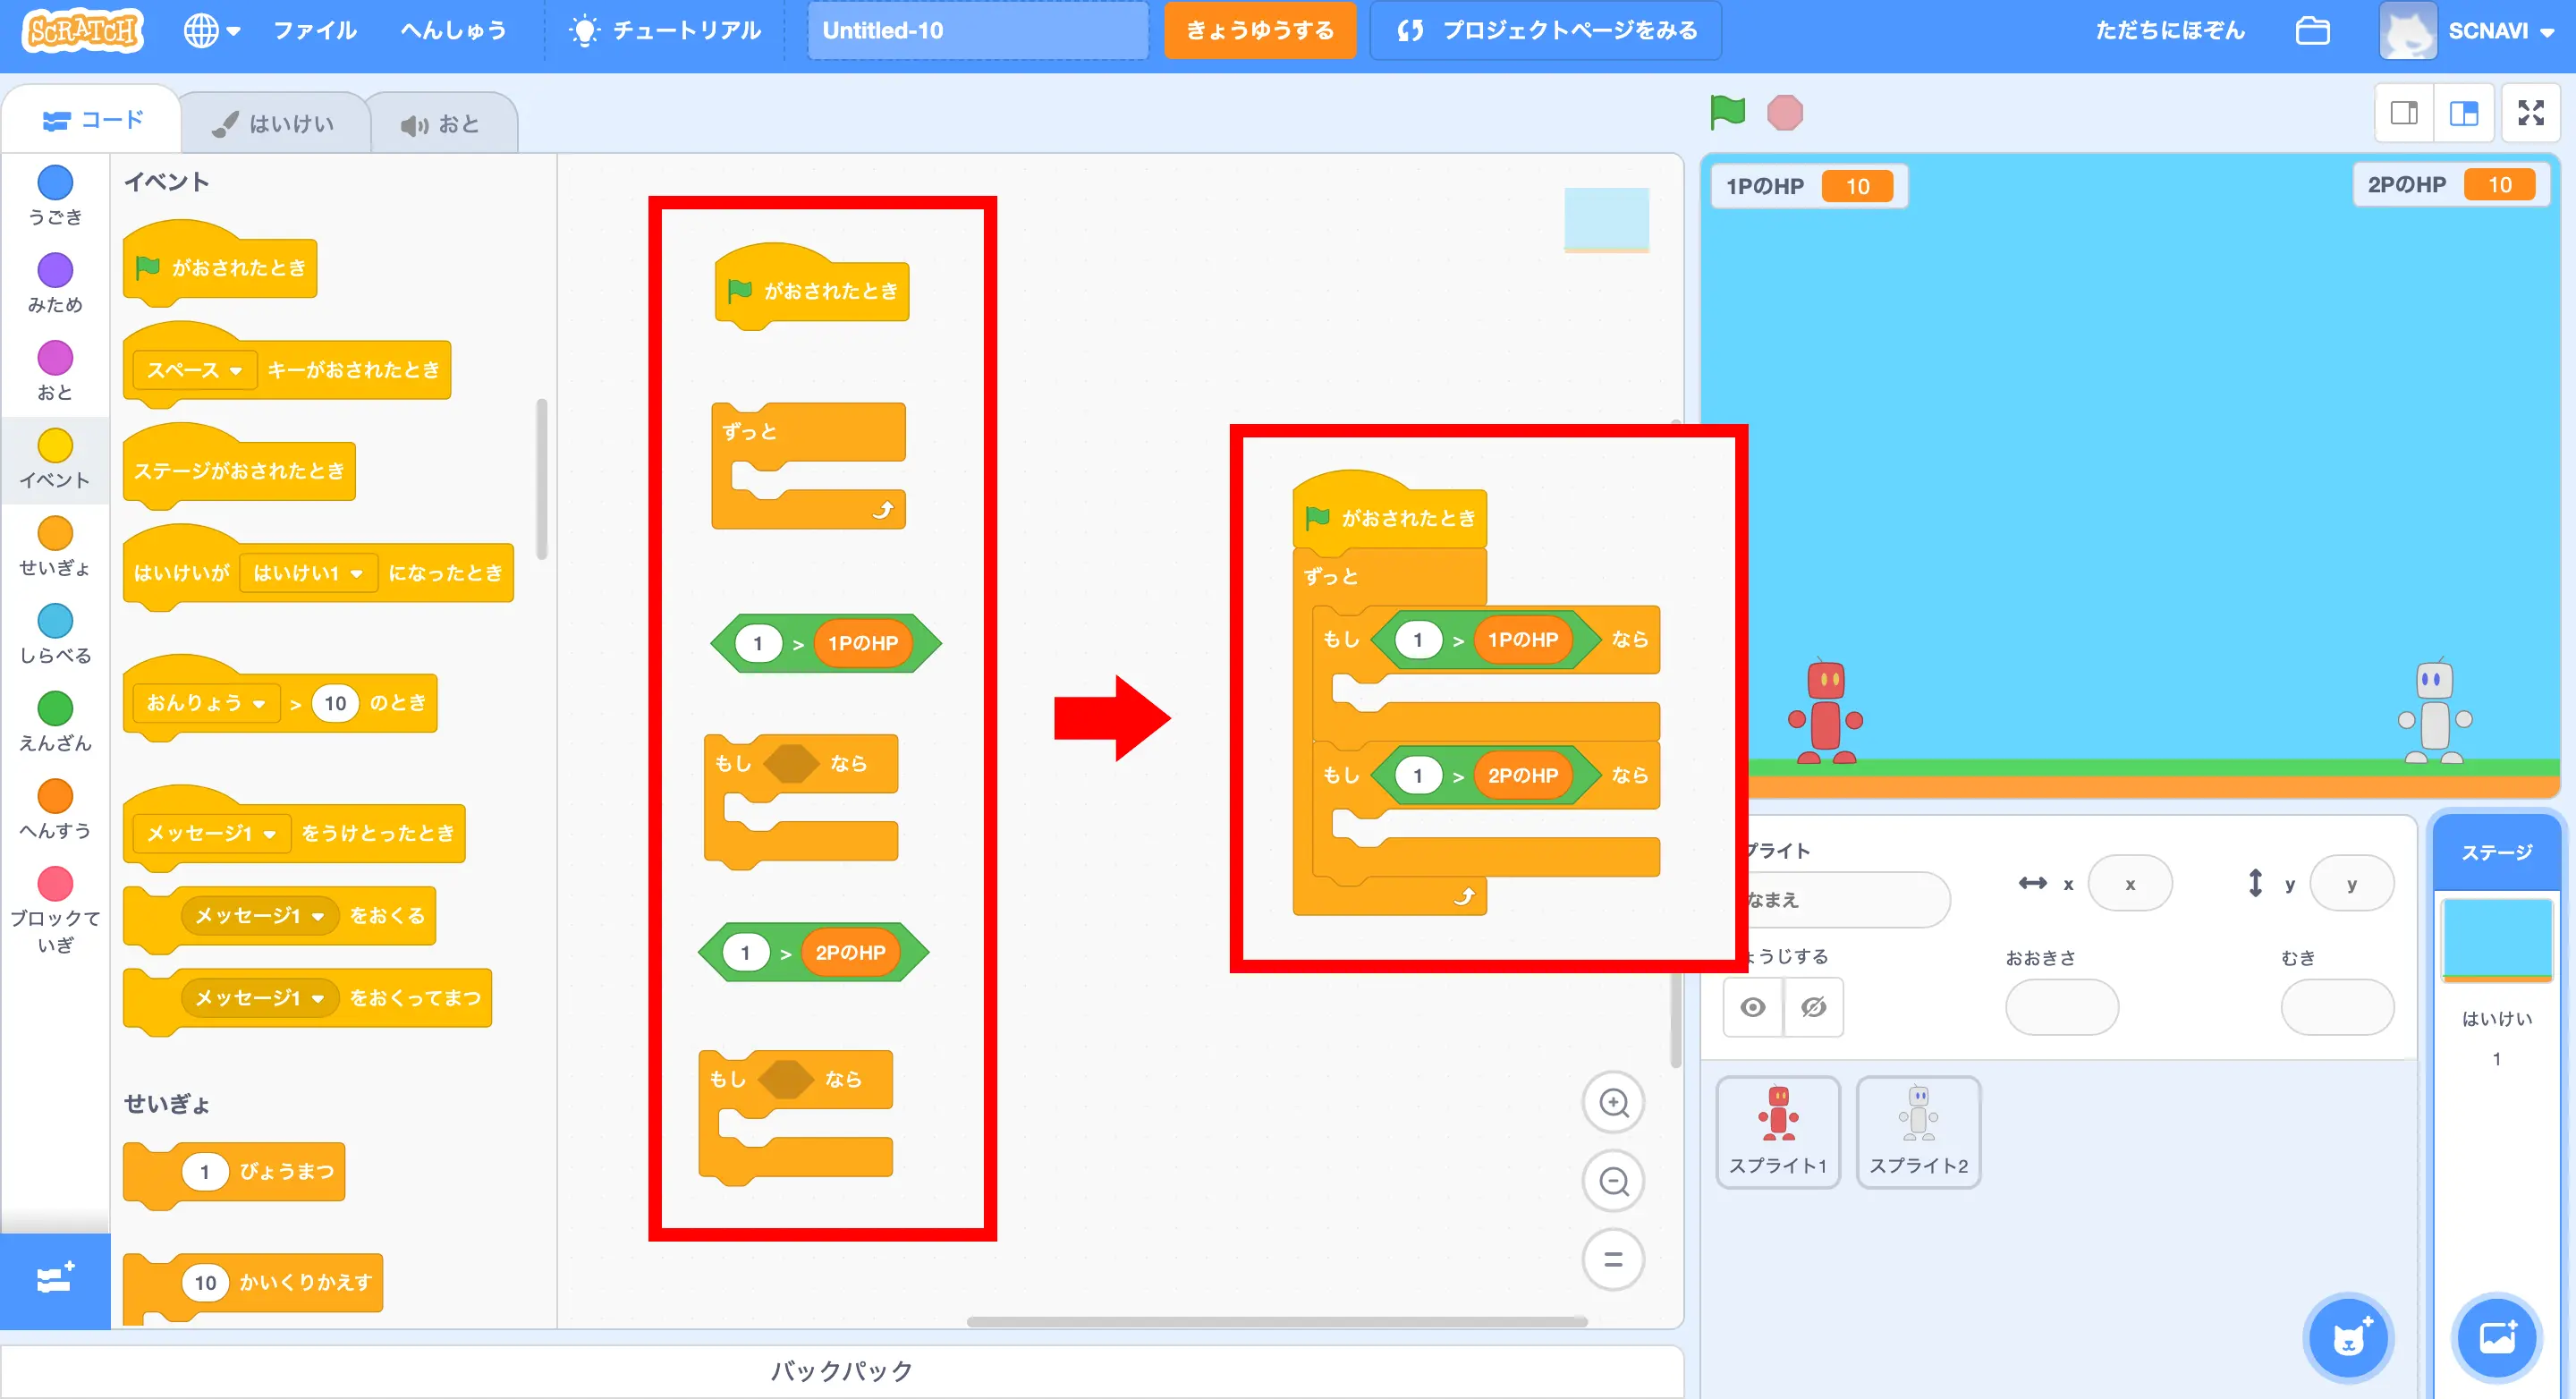 SCRATCH
ファイル
へんしゅう
チュートリアル
Untitled-10
きょうゆうする
プロジェクトページをみる
ただちにほぞん
SCNAVI
コード
はいけい
おと
うごき
みため
おと
イベント
せいぎょ
しらべる
えんざん
へんすう
ブロックて
いぎ
イベント
がおされたとき
スペース キーがおされたとき
ステージがおされたとき
はいけいが はいけい1 になったとき
おんりょう > 10 のとき
メッセージ1 をうけとったとき
メッセージ1 をおくる
メッセージ1 をおくってまつ
せいぎょ
1 びょうまつ
10 かいくりかえす
がおされたとき
ずっと
1 > 1PのHP
もし なら
1 > 2PのHP
もし なら
がおされたとき
ずっと
もし 1 > 1PのHP なら
もし 1 > 2PのHP なら
バックパック
1PのHP 10
2PのHP 10
プライト
なまえ
x x
y y
ょうじする
おおきさ
むき
スプライト1
スプライト2
ステージ
はいけい
1